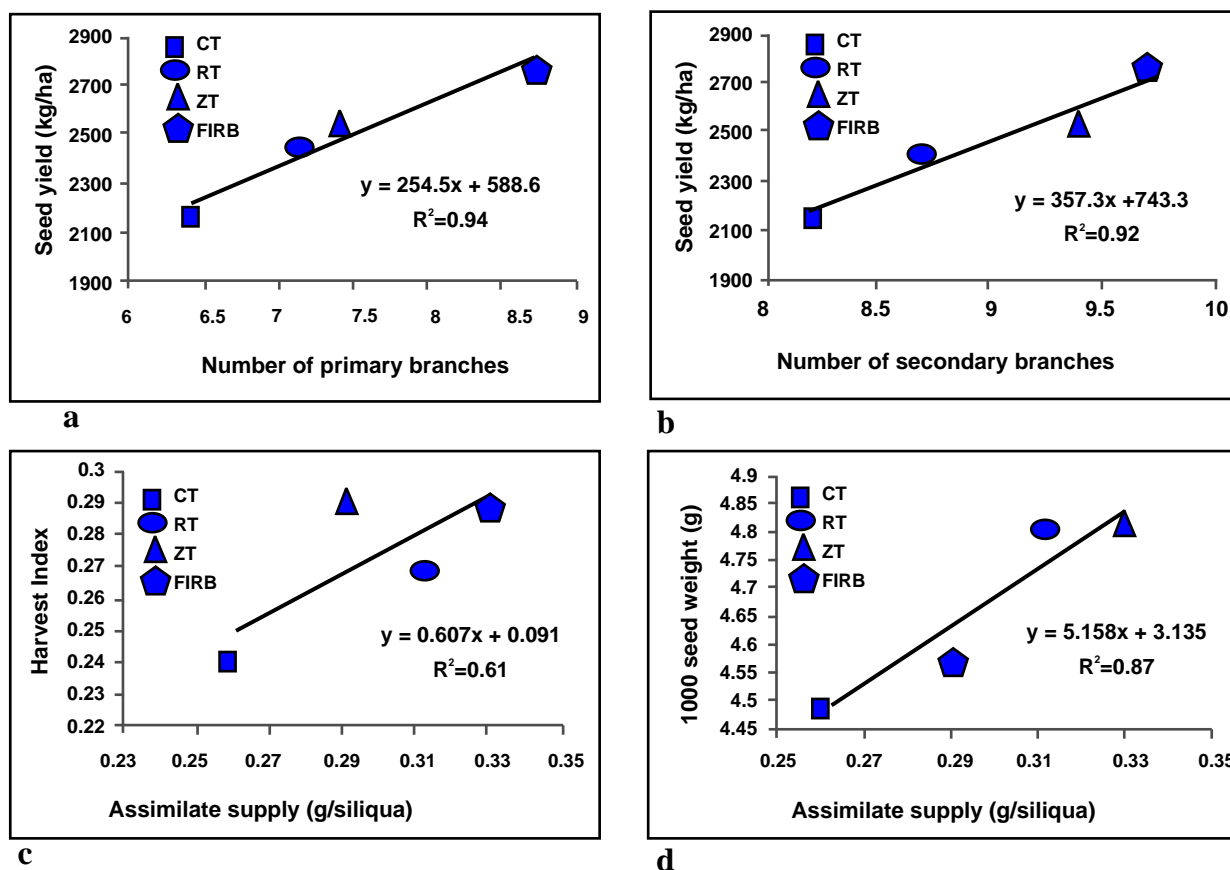 2900
2700
2500
2300
2100
1900
Seed yield (kg/ha)
CT
RT
ZT
FIRB
y = 254.5x + 588.6
R²=0.94
6 6.5 7 7.5 8 8.5 9
Number of primary branches
a
2900
2700
2500
2300
2100
1900
Seed yield (kg/ha)
CT
RT
ZT
FIRB
y = 357.3x +743.3
R²=0.92
8 8.5 9 9.5 10
Number of secondary branches
b
0.3
0.29
0.28
0.27
0.26
0.25
0.24
0.23
0.22
Harvest Index
CT
RT
ZT
FIRB
y = 0.607x + 0.091
R²=0.61
0.23 0.25 0.27 0.29 0.31 0.33 0.35
Assimilate supply (g/siliqua)
c
4.9
4.85
4.8
4.75
4.7
4.65
4.6
4.55
4.5
4.45
1000 seed weight (g)
CT
RT
ZT
FIRB
y = 5.158x + 3.135
R²=0.87
0.25 0.27 0.29 0.31 0.33
Assimilate supply (g/siliqua)
d